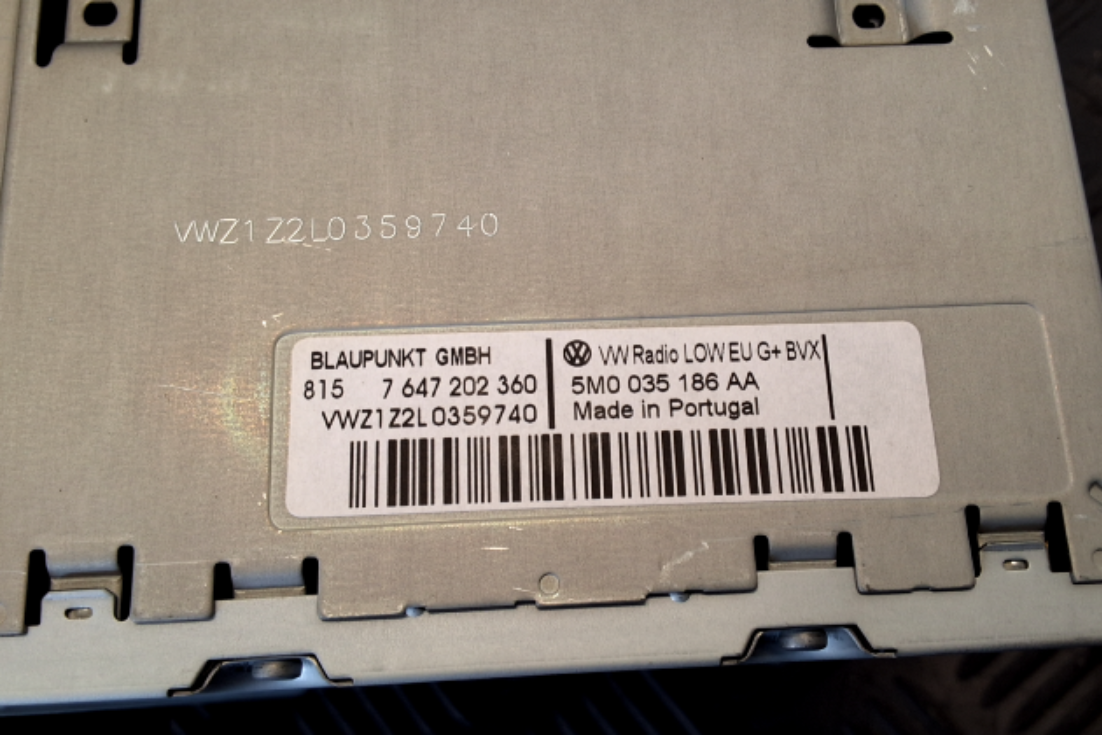 VWZ1Z2L0359740
BLAUPUNKT GMBH
815 7 647 202 360
VWZ1Z2L0359740
VW Radio LOW EU G+ BVX
5M0 035 186 AA
Made in Portugal